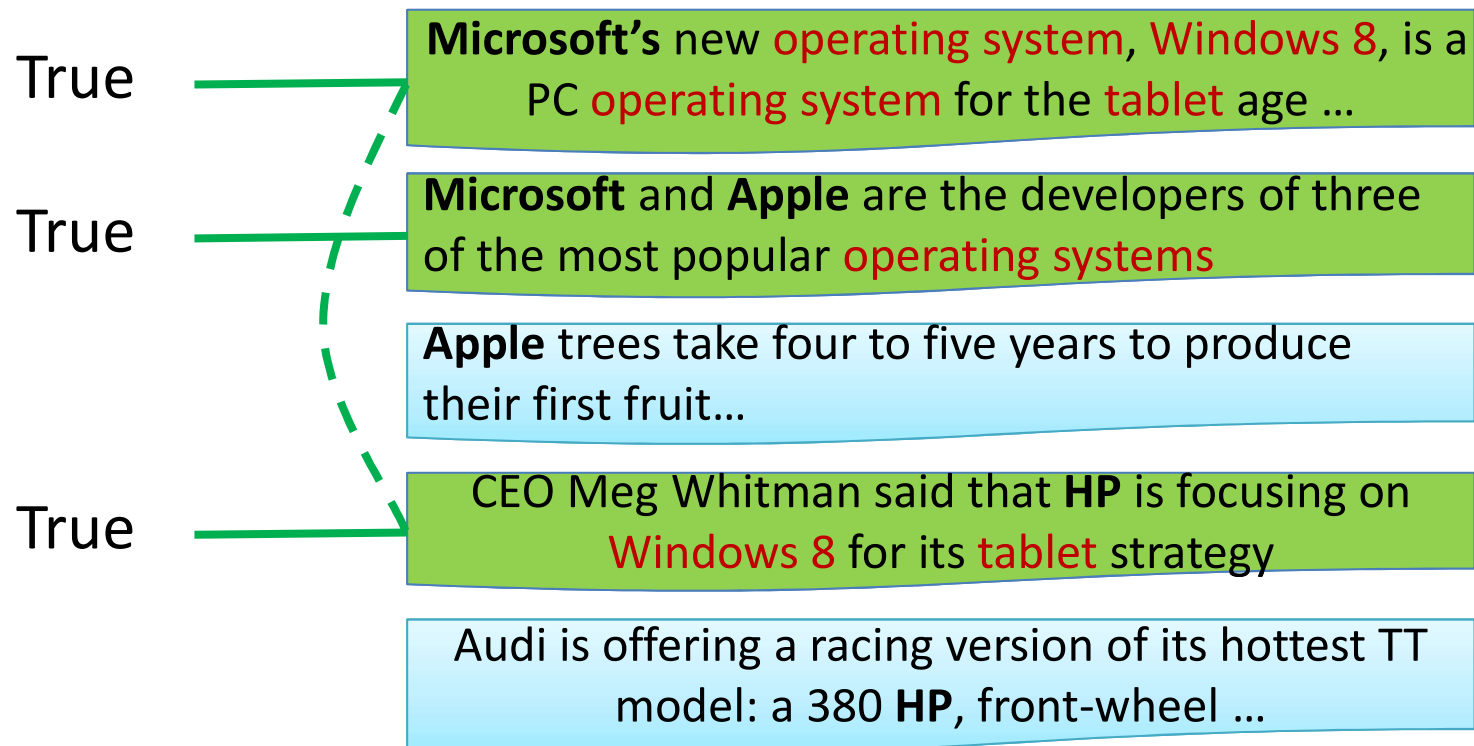 True
Microsoft's new operating system, Windows 8, is a
PC operating system for the tablet age ...
True
Microsoft and Apple are the developers of three
of the most popular operating systems
Apple trees take four to five years to produce
their first fruit...
True
CEO Meg Whitman said that HP is focusing on
Windows 8 for its tablet strategy
Audi is offering a racing version of its hottest TT
model: a 380 HP, front-wheel ...